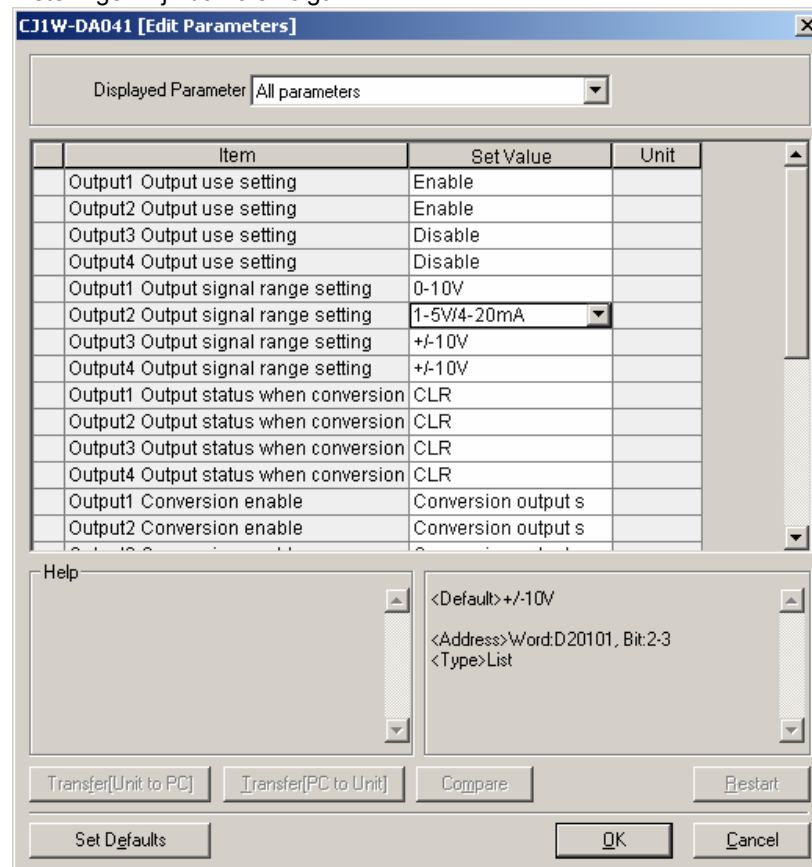 CJ1W-DA041 [Edit Parameters]
Displayed Parameter All parameters
Item Set Value Unit
Output1 Output use setting Enable
Output2 Output use setting Enable
Output3 Output use setting Disable
Output4 Output use setting Disable
Output1 Output signal range setting 0-10V
Output2 Output signal range setting 1-5V/4-20mA
Output3 Output signal range setting +/-10V
Output4 Output signal range setting +/-10V
Output1 Output status when conversion CLR
Output2 Output status when conversion CLR
Output3 Output status when conversion CLR
Output4 Output status when conversion CLR
Output1 Conversion enable Conversion output s
Output2 Conversion enable Conversion output s
Help
<Default>+/-10V
<Address>Word:D20101, Bit:2-3
<Type>List
Transfer[Unit to PC] Transfer[PC to Unit] Compare Restart
Set Defaults OK Cancel